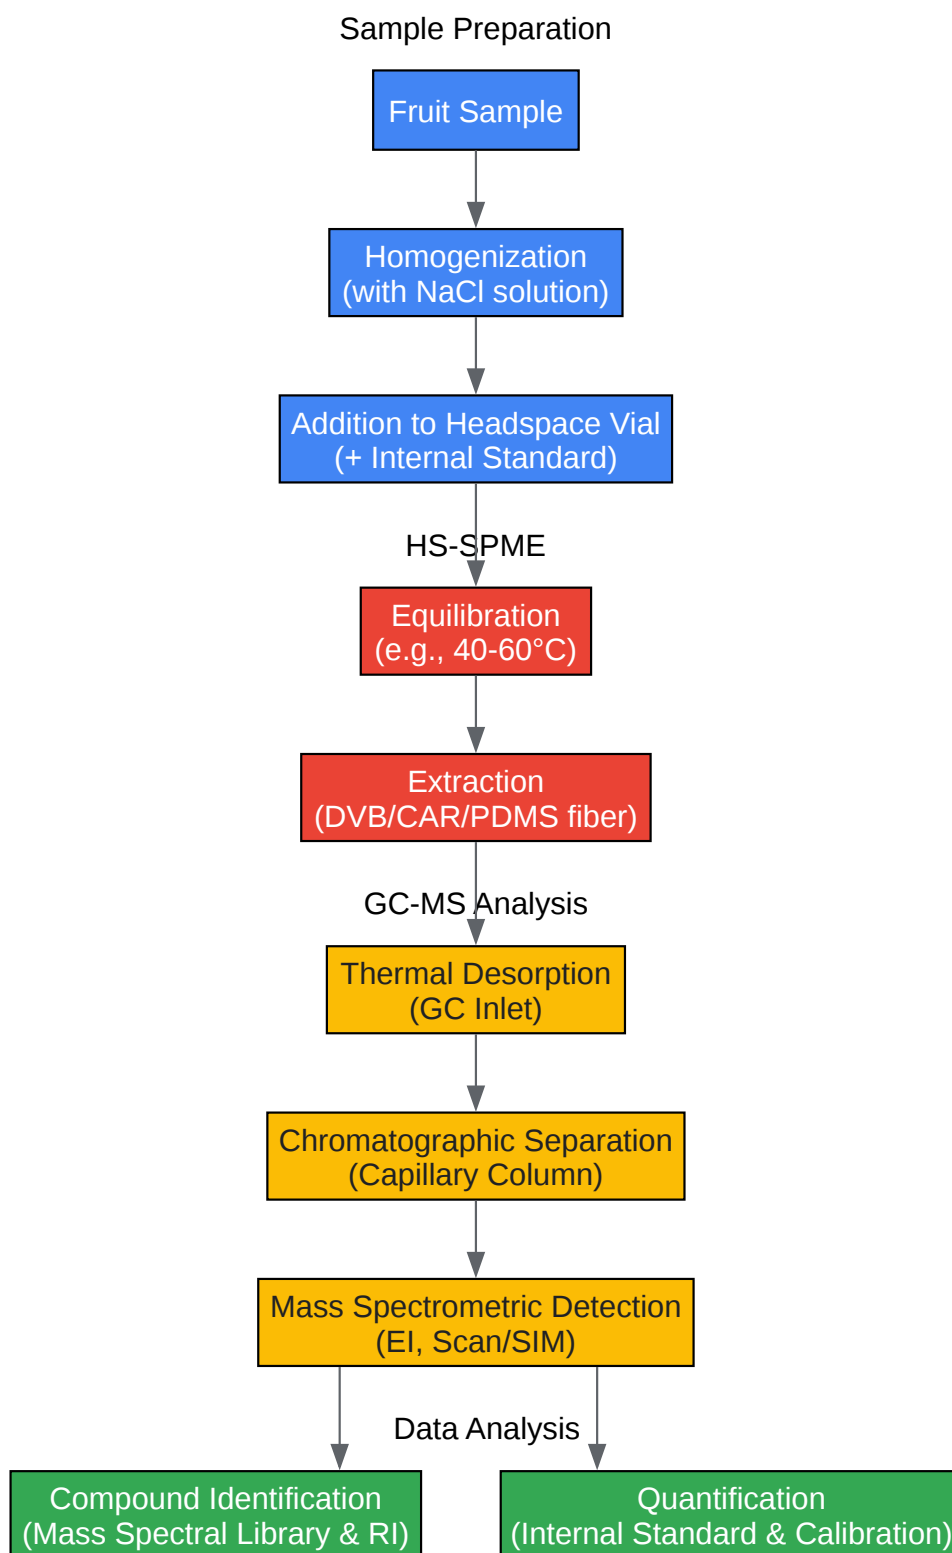 Sample Preparation
Fruit Sample
Homogenization
(with NaCl solution)
Addition to Headspace Vial
(+ Internal Standard)
HS-SPME
Equilibration
(e.g., 40-60°C)
Extraction
(DVB/CAR/PDMS fiber)
GC-MS Analysis
Thermal Desorption
(GC Inlet)
Chromatographic Separation
(Capillary Column)
Mass Spectrometric Detection
(EI, Scan/SIM)
Data Analysis
Compound Identification
(Mass Spectral Library & RI)
Quantification
(Internal Standard & Calibration)